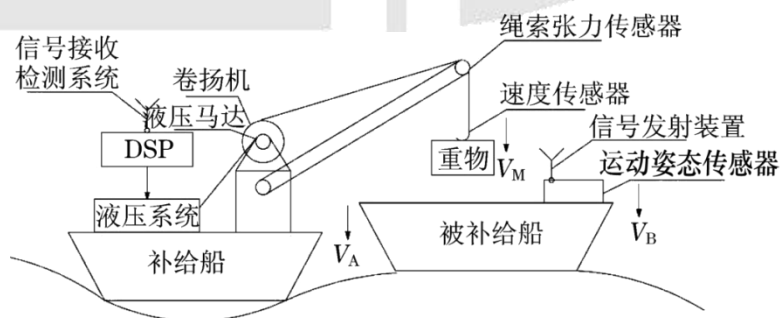 绳索张力传感器
信号接收
检测系统
卷扬机
液压马达
速度传感器
信号发射装置
DSP
重物
V_M
运动姿态传感器
液压系统
补给船
V_A
被补给船
V_B